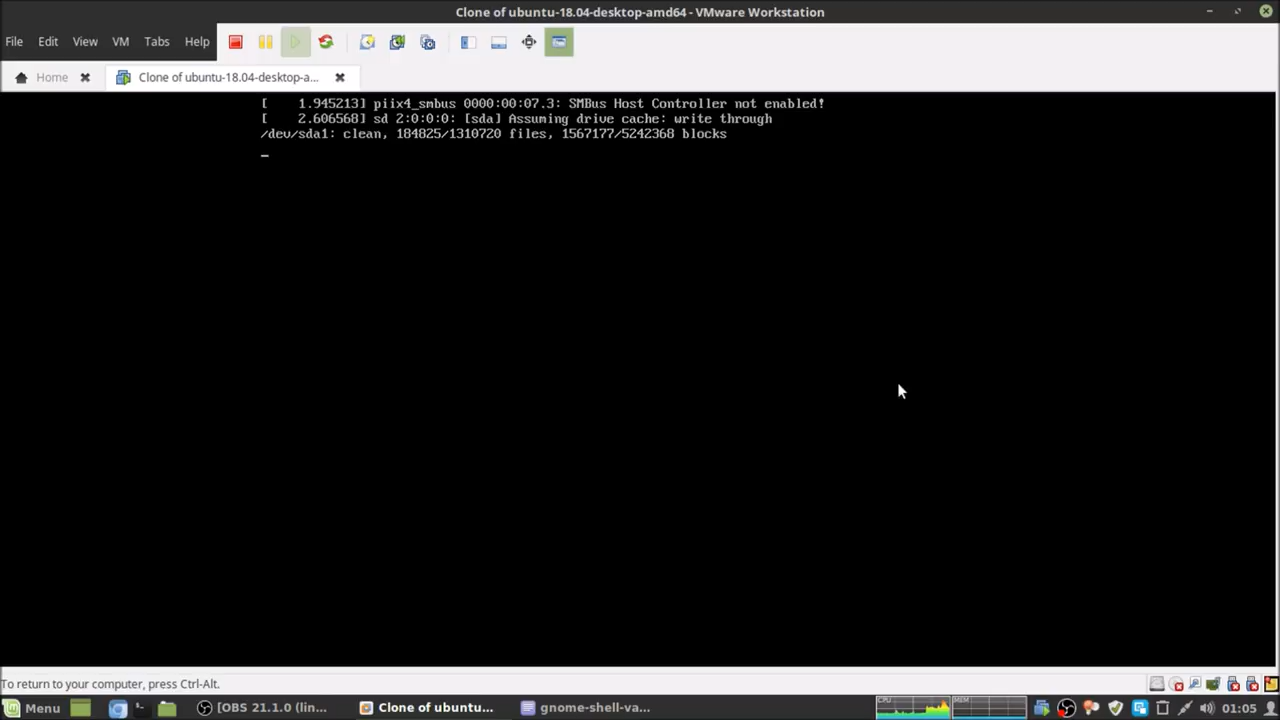 Clone of ubuntu-18.04-desktop-amd64 - VMware Workstation
File Edit View VM Tabs Help
Home Clone of ubuntu-18.04-desktop-a...
[    1.945213] piix4_smbus 0000:00:07.3: SMBus Host Controller not enabled!
[    2.606568] sd 2:0:0:0: [sda] Assuming drive cache: write through
/dev/sda1: clean, 184825/1310720 files, 1567177/5242368 blocks
To return to your computer, press Ctrl-Alt.
Menu [OBS 21.1.0 (lin... Clone of ubuntu... gnome-shell-va... CPU MEM 01:05